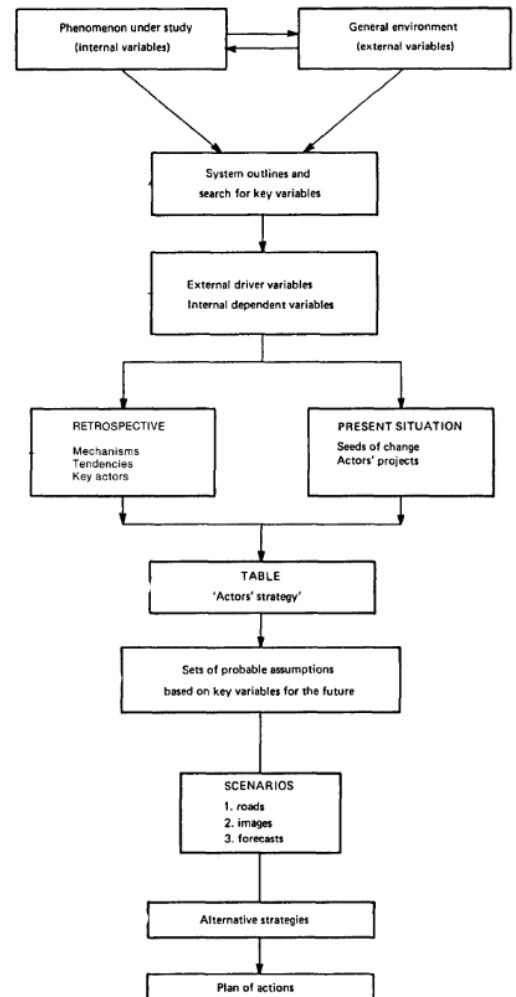 Phenomenon under study
(internal variables)
General environment
(external variables)
System outlines and
search for key variables
External driver variables
Internal dependent variables
RETROSPECTIVE
Mechanisms
Tendencies
Key actors
PRESENT SITUATION
Seeds of change
Actors' projects
TABLE
'Actors' strategy'
Sets of probable assumptions
based on key variables for the future
SCENARIOS
1. roads
2. images
3. forecasts
Alternative strategies
Plan of actions